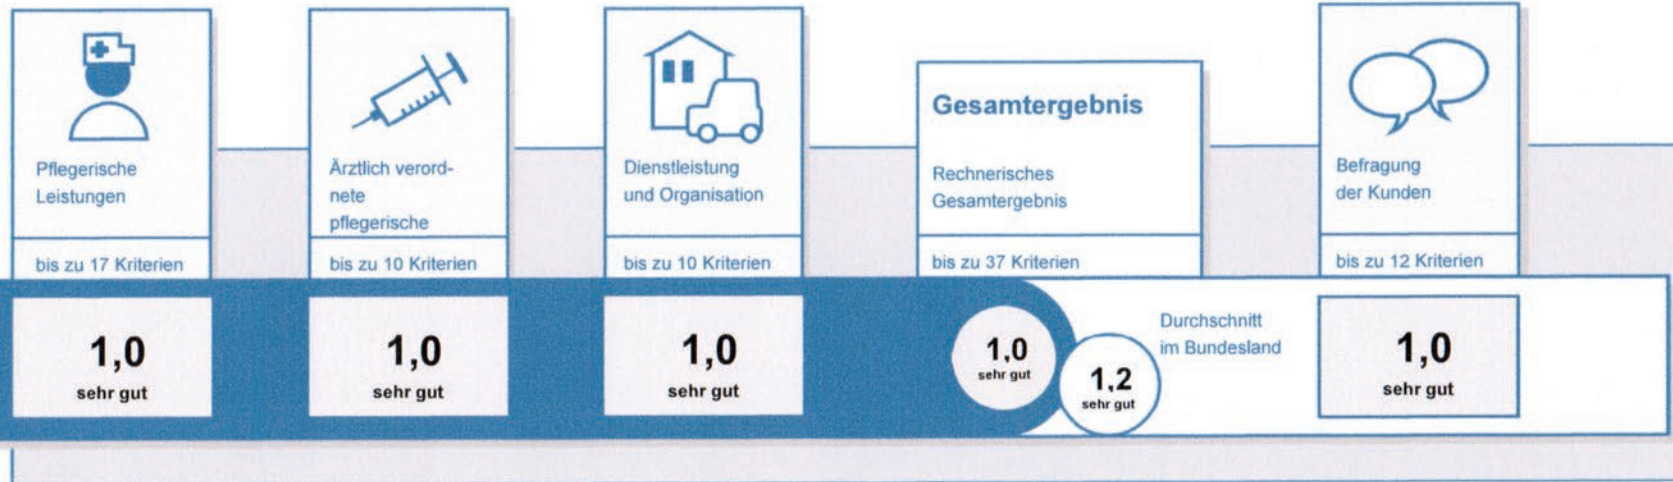 Pflegerische
Leistungen
bis zu 17 Kriterien
1,0
sehr gut
Ärztlich verord-
nete
pflegerische
bis zu 10 Kriterien
1,0
sehr gut
Dienstleistung
und Organisation
bis zu 10 Kriterien
1,0
sehr gut
Gesamtergebnis
Rechnerisches
Gesamtergebnis
bis zu 37 Kriterien
1,0
sehr gut
1,2
sehr gut
Durchschnitt
im Bundesland
Befragung
der Kunden
bis zu 12 Kriterien
1,0
sehr gut